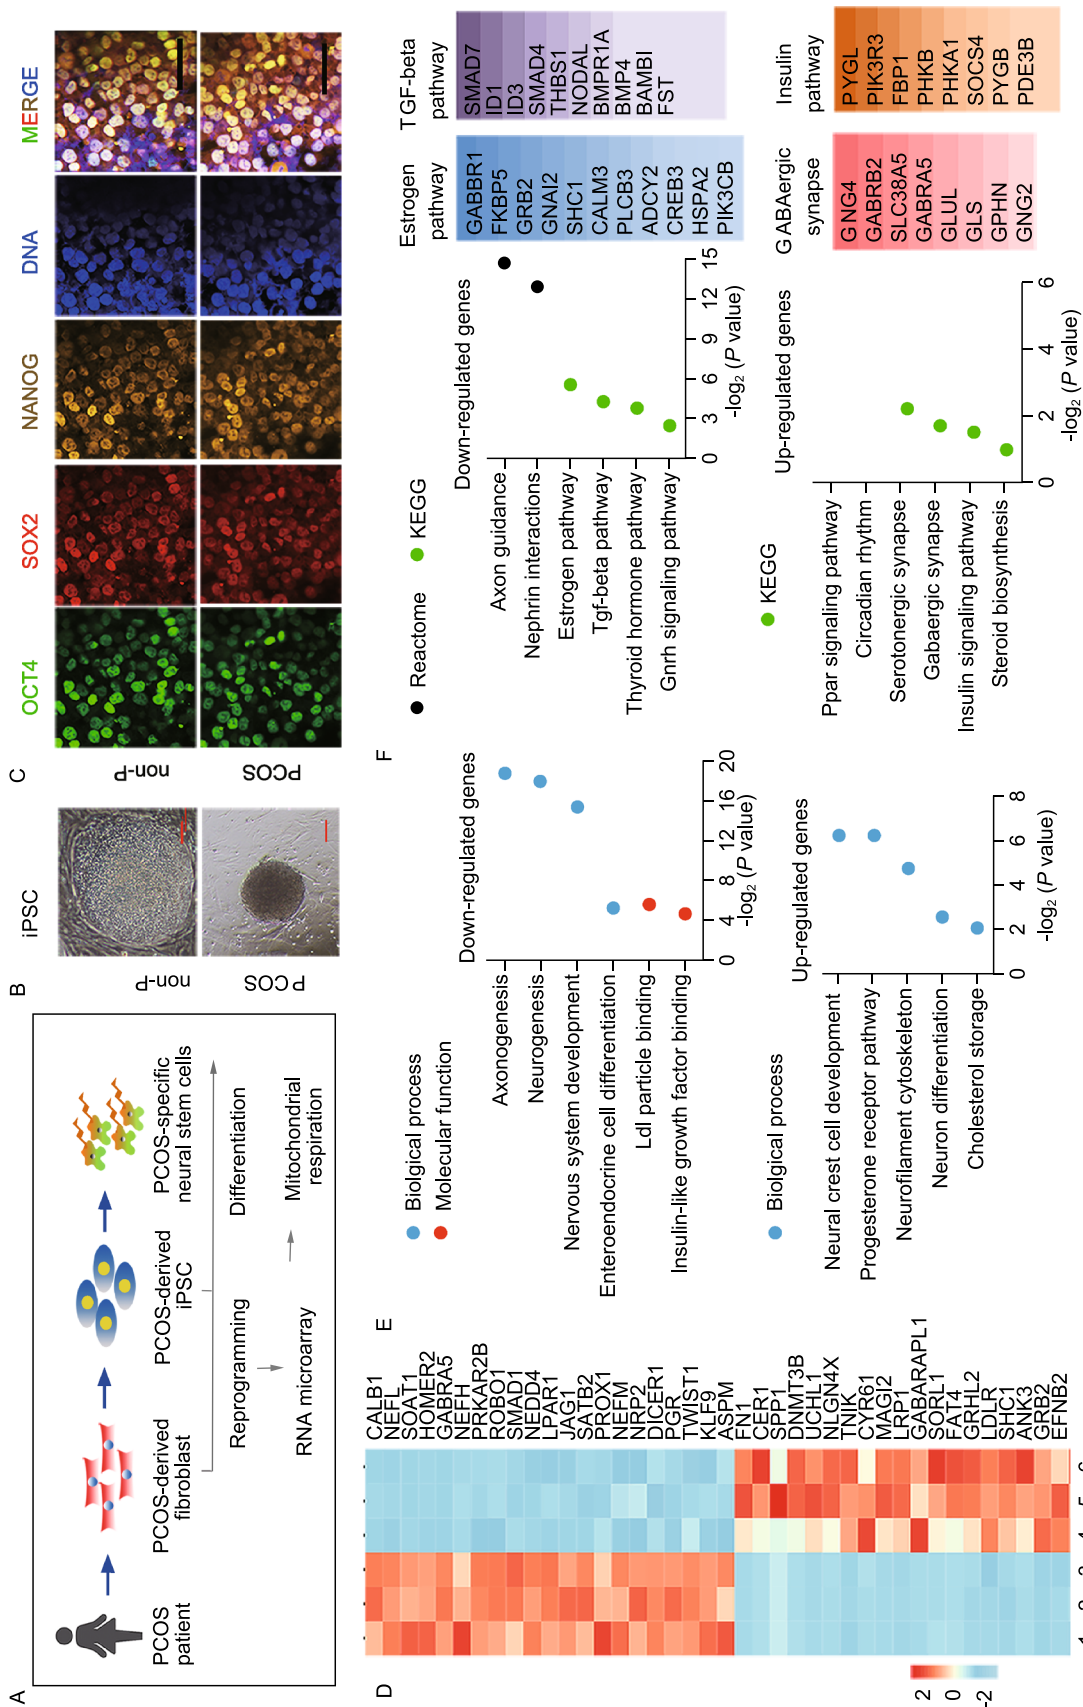 A
PCOS
patient
PCOS-derived
fibroblast
PCOS-derived
iPSC
PCOS-specific
neural stem cells
Reprogramming
Differentiation
RNA microarray
Mitochondrial
respiration
B
iPSC
non-P
PCOS
C
OCT4
SOX2
NANOG
DNA
MERGE
non-P
PCOS
D
2
0
-2
1
2
3
4
5
6
CALB1
NEFL
SOAT1
HOMER2
GABRA5
NEFH
PRKAR2B
ROBO1
SMAD1
NEDD4
LPAR1
JAG1
SATB2
PROX1
NEFM
NRP2
DICER1
PGR
TWIST1
KLF9
ASPM
FN1
CER1
SPP1
DNMT3B
UCHL1
NLGN4X
TNIK
CYR61
MAGI2
LRP1
GABARAPL1
SORL1
FAT4
GRHL2
LDLR
SHC1
ANK3
GRB2
EFNB2
E
Biolgical process
Molecular function
Down-regulated genes
Axonogenesis
Neurogenesis
Nervous system development
Enteroendocrine cell differentiation
Ldl particle binding
Insulin-like growth factor binding
0 4 8 12 16 20
-log2 (P value)
Biolgical process
Up-regulated genes
Neural crest cell development
Progesterone receptor pathway
Neurofilament cytoskeleton
Neuron differentiation
Cholesterol storage
0 2 4 6 8
-log2 (P value)
F
Reactome
KEGG
Down-regulated genes
Axon guidance
Nephrin interactions
Estrogen pathway
Tgf-beta pathway
Thyroid hormone pathway
Gnrh signaling pathway
0 3 6 9 12 15
-log2 (P value)
Estrogen
pathway
GABBR1
FKBP5
GRB2
GNAI2
SHC1
CALM3
PLCB3
ADCY2
CREB3
HSPA2
PIK3CB
TGF-beta
pathway
SMAD7
ID1
ID3
SMAD4
THBS1
NODAL
BMPR1A
BMP4
BAMBI
FST
KEGG
Up-regulated genes
Ppar signaling pathway
Circadian rhythm
Serotonergic synapse
Gabaergic synapse
Insulin signaling pathway
Steroid biosynthesis
0 2 4 6
-log2 (P value)
GABAergic
synapse
GNG4
GABRB2
SLC38A5
GABRA5
GLUL
GLS
GPHN
GNG2
Insulin
pathway
PYGL
PIK3R3
FBP1
PHKB
PHKA1
SOCS4
PYGB
PDE3B